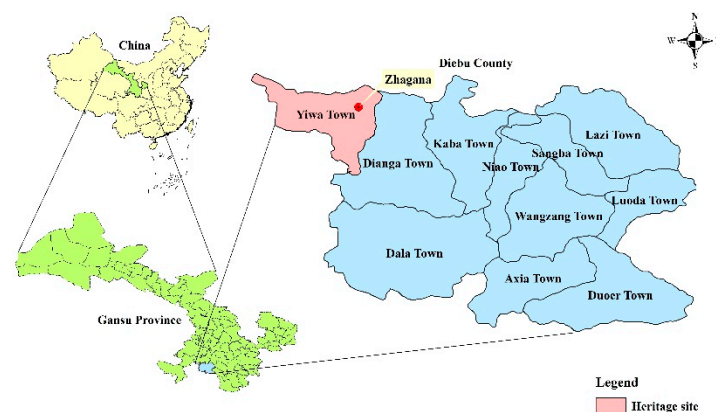 China
N
W
E
S
Diebu County
Zhagana
Yiwa Town
Kaba Town
Lazi Town
Sangba Town
Niao Town
Dianga Town
Luoda Town
Wangzang Town
Dala Town
Axia Town
Duoer Town
Gansu Province
Legend
Heritage site